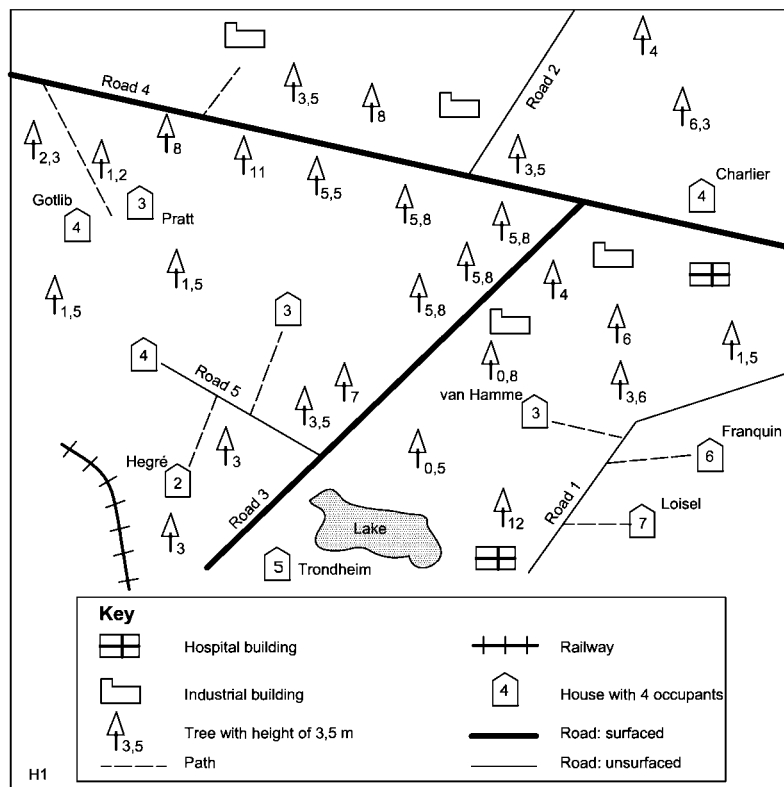 4
Road 2
Road 4
3,5
8
6,3
2,3
1,2
8
11
5,5
3,5
Charlier
4
Gotlib
4
3
Pratt
5,8
5,8
5,8
4
1,5
1,5
5,8
3
6
1,5
4
Road 5
7
0,8
3,6
3,5
van Hamme
3
Franquin
6
Hegré
2
3
0,5
Road 3
Road 1
12
Loisel
7
3
Lake
5
Trondheim
Key
Hospital building
Railway
Industrial building
4
House with 4 occupants
3,5
Tree with height of 3,5 m
Road: surfaced
Path
Road: unsurfaced
H1